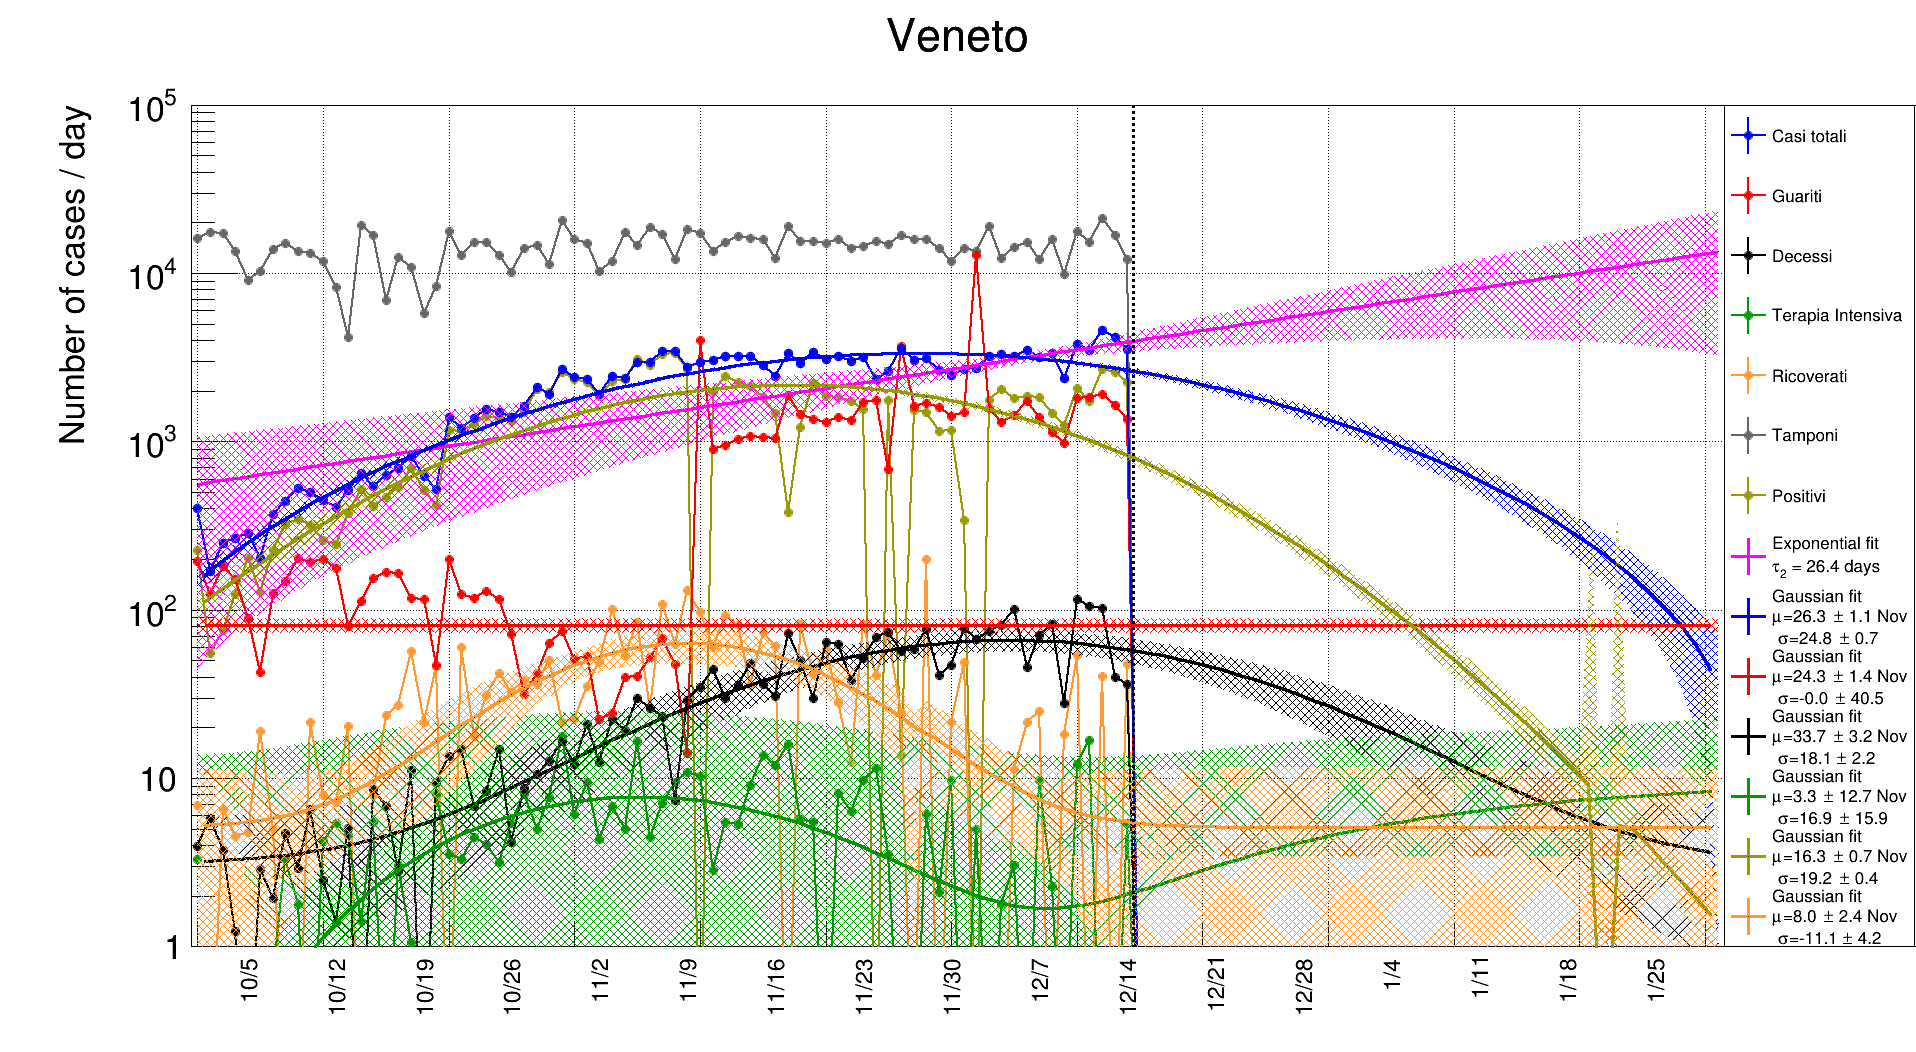 Veneto
Number of cases / day
10^5
10^4
10^3
10^2
10
1
10/5
10/12
10/19
10/26
11/2
11/9
11/16
11/23
11/30
12/7
12/14
12/21
12/28
1/4
1/11
1/18
1/25
Casi totali
Guariti
Decessi
Terapia Intensiva
Ricoverati
Tamponi
Positivi
Exponential fit
τ₂ = 26.4 days
Gaussian fit
μ=26.3 ± 1.1 Nov
σ=24.8 ± 0.7
Gaussian fit
μ=24.3 ± 1.4 Nov
σ=-0.0 ± 40.5
Gaussian fit
μ=33.7 ± 3.2 Nov
σ=18.1 ± 2.2
Gaussian fit
μ=3.3 ± 12.7 Nov
σ=16.9 ± 15.9
Gaussian fit
μ=16.3 ± 0.7 Nov
σ=19.2 ± 0.4
Gaussian fit
μ=8.0 ± 2.4 Nov
σ=-11.1 ± 4.2